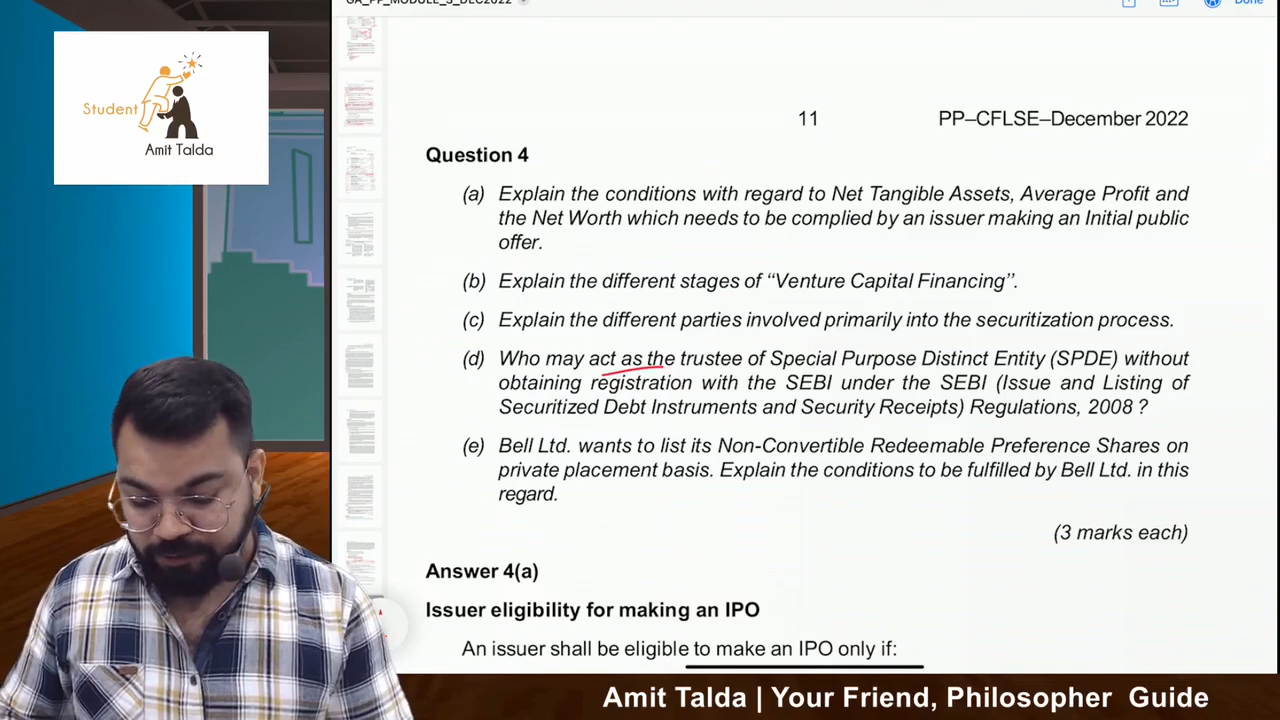 GA_PP_MODULE_3_DEC2022
Done
Student
Amit Talda
11
PP–CFLSE–December 2022
Question 4
(a) Explain the conditions with regard to Net Tangible Assets, Average Profit and
the Net Worth which needs to be complied by an issuer making an Initial public
offer.
(b) Explain the different stages of ‘‘Venture Capital Financing’’.
(c) Explain the different parties involved primarily into the securitization process.
(d) Who may act as the trustee of Special Purpose Distinct Entity (SPDE) without
obtaining registration with the SEBI under the SEBI (Issue and Listing of
Securitized Debt Instruments and Security Receipts) Regulations, 2008 ?
(e) Bell Ltd. wants to list its Non-Convertible Redeemable Preference Shares on
private placement basis. Explain the conditions to be fulfilled by Bell Ltd. in this
regard.
(3 marks each)
Answer 4(
Issuer eligibility for making an IPO
An issuer shall be eligible to make an IPO only if:
Amit Talda | Your Friend, Philosopher Guide